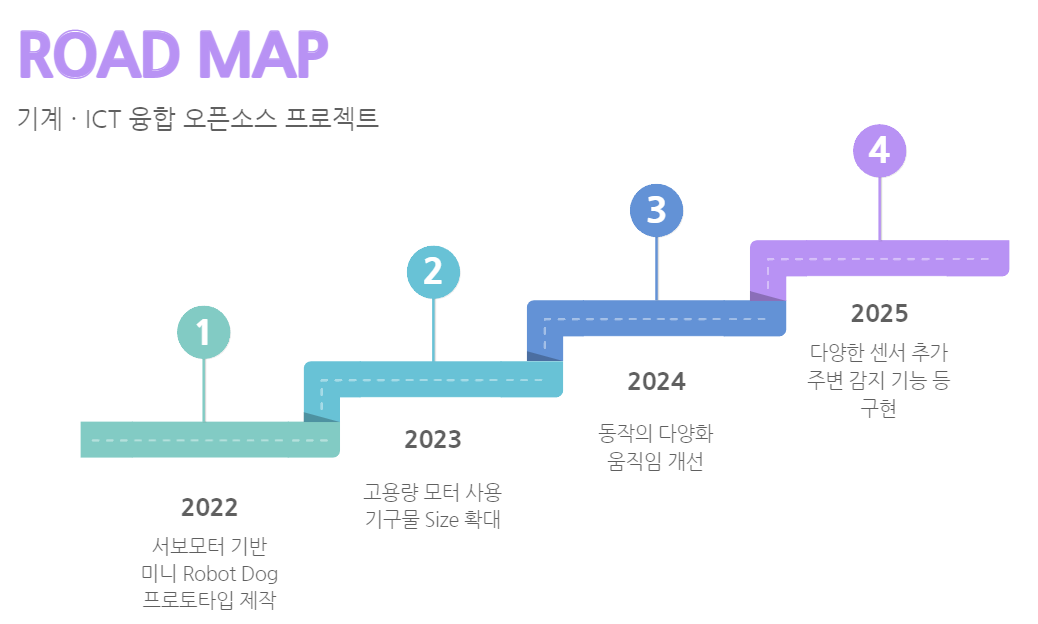 ROAD MAP
기계 · ICT 융합 오픈소스 프로젝트
1
2022
서보모터 기반
미니 Robot Dog
프로토타입 제작
2
2023
고용량 모터 사용
기구물 Size 확대
3
2024
동작의 다양화
움직임 개선
4
2025
다양한 센서 추가
주변 감지 기능 등
구현